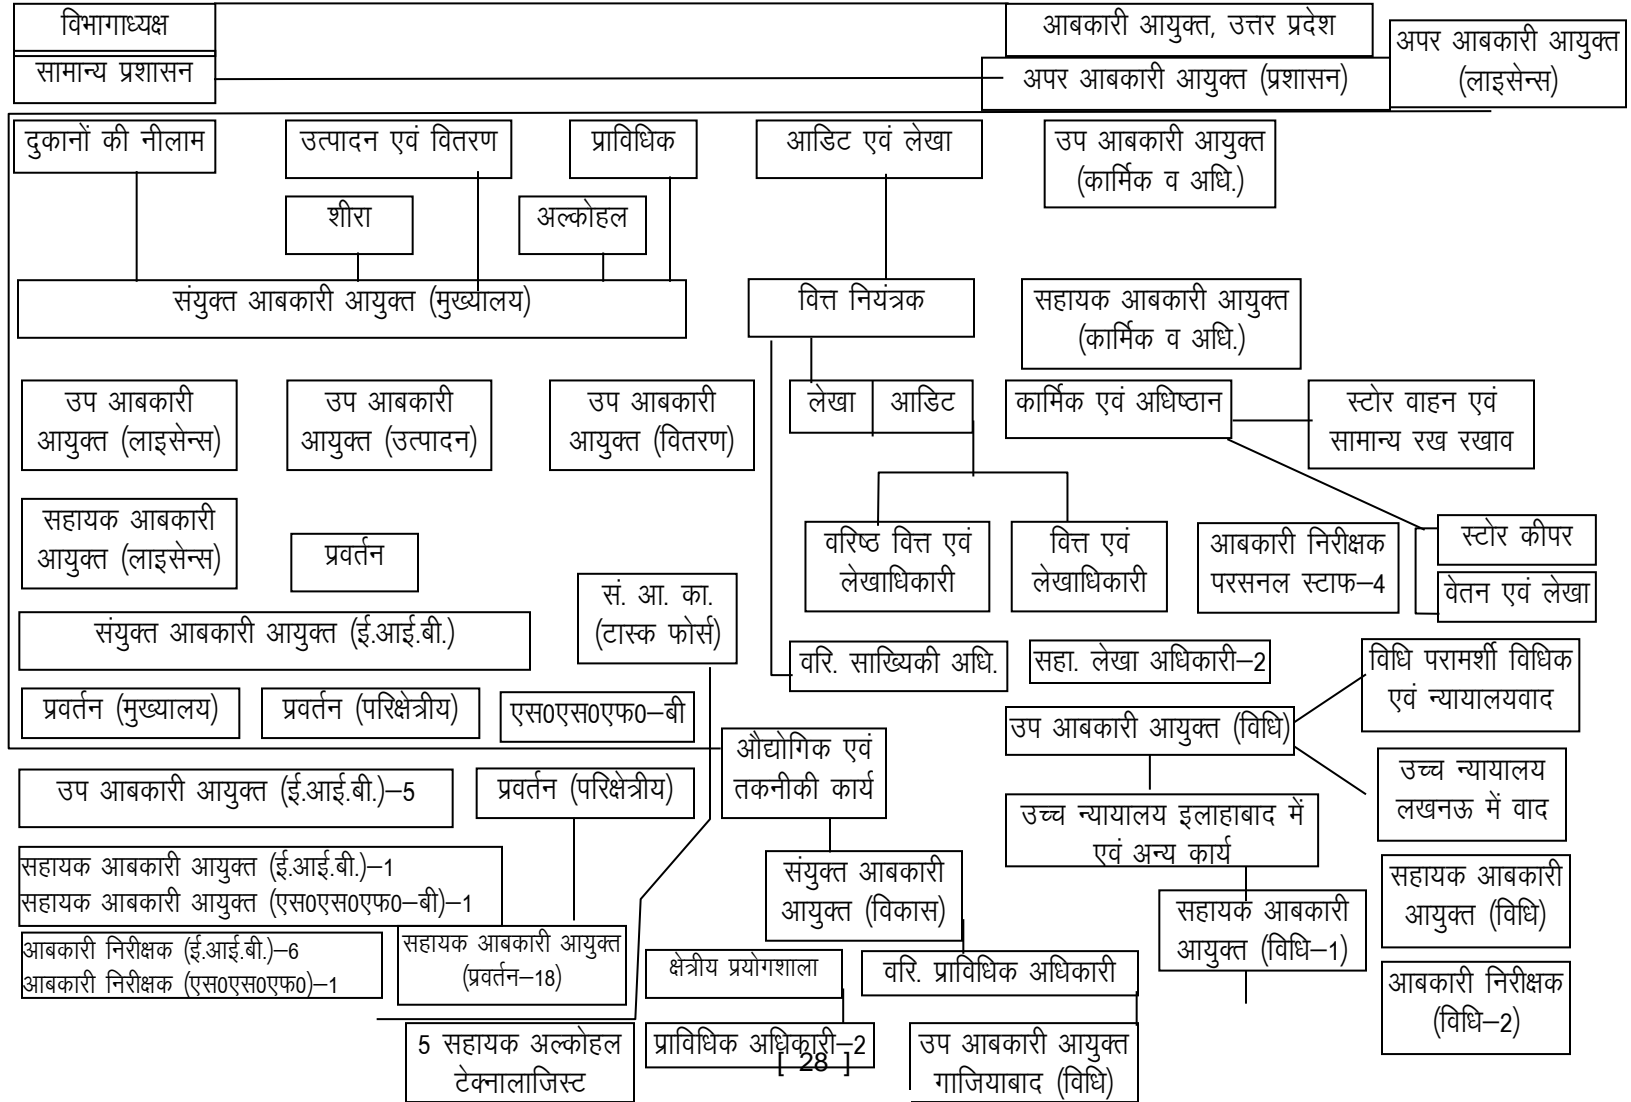 विभागाध्यक्ष
आबकारी आयुक्त, उत्तर प्रदेश
अपर आबकारी आयुक्त
(लाइसेन्स)
सामान्य प्रशासन
अपर आबकारी आयुक्त (प्रशासन)
दुकानों की नीलाम
उत्पादन एवं वितरण
प्राविधिक
आडिट एवं लेखा
उप आबकारी आयुक्त
(कार्मिक व अधि.)
शीरा
अल्कोहल
संयुक्त आबकारी आयुक्त (मुख्यालय)
वित्त नियंत्रक
सहायक आबकारी आयुक्त
(कार्मिक व अधि.)
उप आबकारी
आयुक्त (लाइसेन्स)
उप आबकारी
आयुक्त (उत्पादन)
उप आबकारी
आयुक्त (वितरण)
लेखा
आडिट
कार्मिक एवं अधिष्ठान
स्टोर वाहन एवं
सामान्य रख रखाव
सहायक आबकारी
आयुक्त (लाइसेन्स)
प्रवर्तन
वरिष्ठ वित्त एवं
लेखाधिकारी
वित्त एवं
लेखाधिकारी
आबकारी निरीक्षक
परसनल स्टाफ–4
स्टोर कीपर
वेतन एवं लेखा
सं. आ. का.
(टास्क फोर्स)
संयुक्त आबकारी आयुक्त (ई.आई.बी.)
वरि. साख्यिकी अधि.
सहा. लेखा अधिकारी–2
विधि परामर्शी विधिक
एवं न्यायालयवाद
प्रवर्तन (मुख्यालय)
प्रवर्तन (परिक्षेत्रीय)
एस0एस0एफ0–बी
उप आबकारी आयुक्त (विधि)
औद्योगिक एवं
तकनीकी कार्य
उच्च न्यायालय
लखनऊ में वाद
उप आबकारी आयुक्त (ई.आई.बी.)–5
प्रवर्तन (परिक्षेत्रीय)
उच्च न्यायालय इलाहाबाद में
एवं अन्य कार्य
सहायक आबकारी आयुक्त (ई.आई.बी.)–1
सहायक आबकारी आयुक्त (एस0एस0एफ0–बी)–1
संयुक्त आबकारी
आयुक्त (विकास)
सहायक आबकारी
आयुक्त (विधि)
सहायक आबकारी
आयुक्त (विधि–1)
आबकारी निरीक्षक (ई.आई.बी.)–6
आबकारी निरीक्षक (एस0एस0एफ0)–1
सहायक आबकारी आयुक्त
(प्रवर्तन–18)
क्षेत्रीय प्रयोगशाला
वरि. प्राविधिक अधिकारी
आबकारी निरीक्षक
(विधि–2)
5 सहायक अल्कोहल
टेक्नालाजिस्ट
प्राविधिक अधिकारी–2
उप आबकारी आयुक्त
गाजियाबाद (विधि)
[ 28 ]